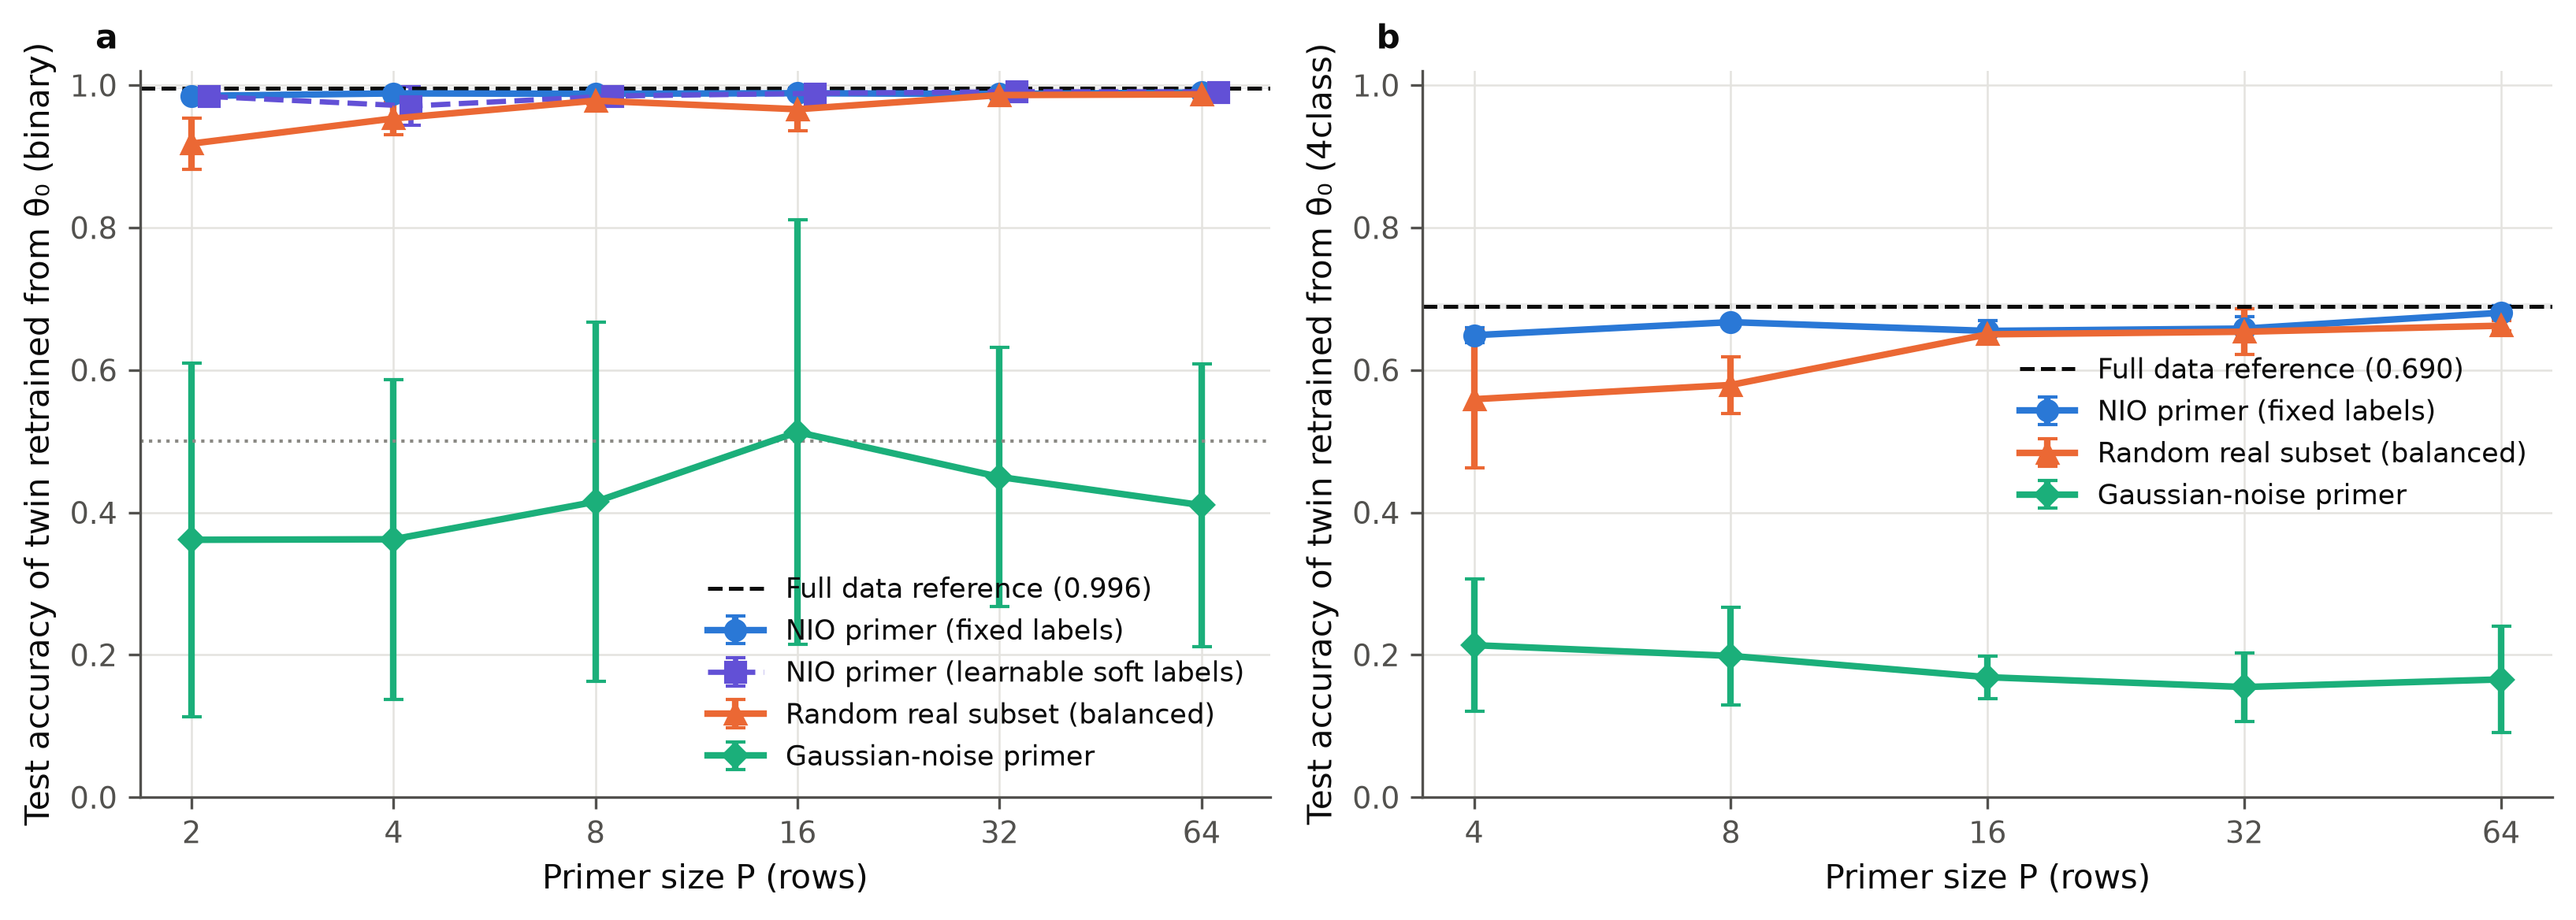 a
Test accuracy of twin retrained from θ₀ (binary)
1.0
0.8
0.6
0.4
0.2
0.0
Full data reference (0.996)
NIO primer (fixed labels)
NIO primer (learnable soft labels)
Random real subset (balanced)
Gaussian-noise primer
2 4 8 16 32 64
Primer size P (rows)
b
Test accuracy of twin retrained from θ₀ (4class)
1.0
0.8
0.6
0.4
0.2
0.0
Full data reference (0.690)
NIO primer (fixed labels)
Random real subset (balanced)
Gaussian-noise primer
4 8 16 32 64
Primer size P (rows)